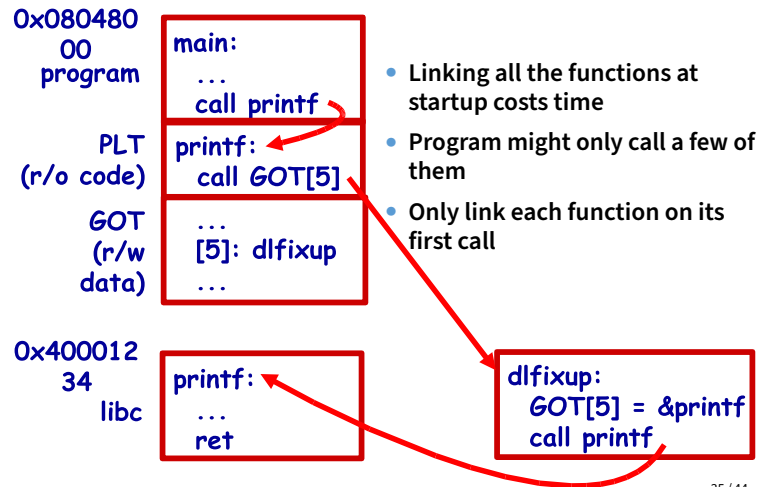 0x080480
00
program
main:
...
call printf
PLT
(r/o code)
printf:
call GOT[5]
GOT
(r/w
data)
...
[5]: dlfixup
...
• Linking all the functions at
startup costs time
• Program might only call a few of
them
• Only link each function on its
first call
0x400012
34
libc
printf:
...
ret
dlfixup:
GOT[5] = &printf
call printf